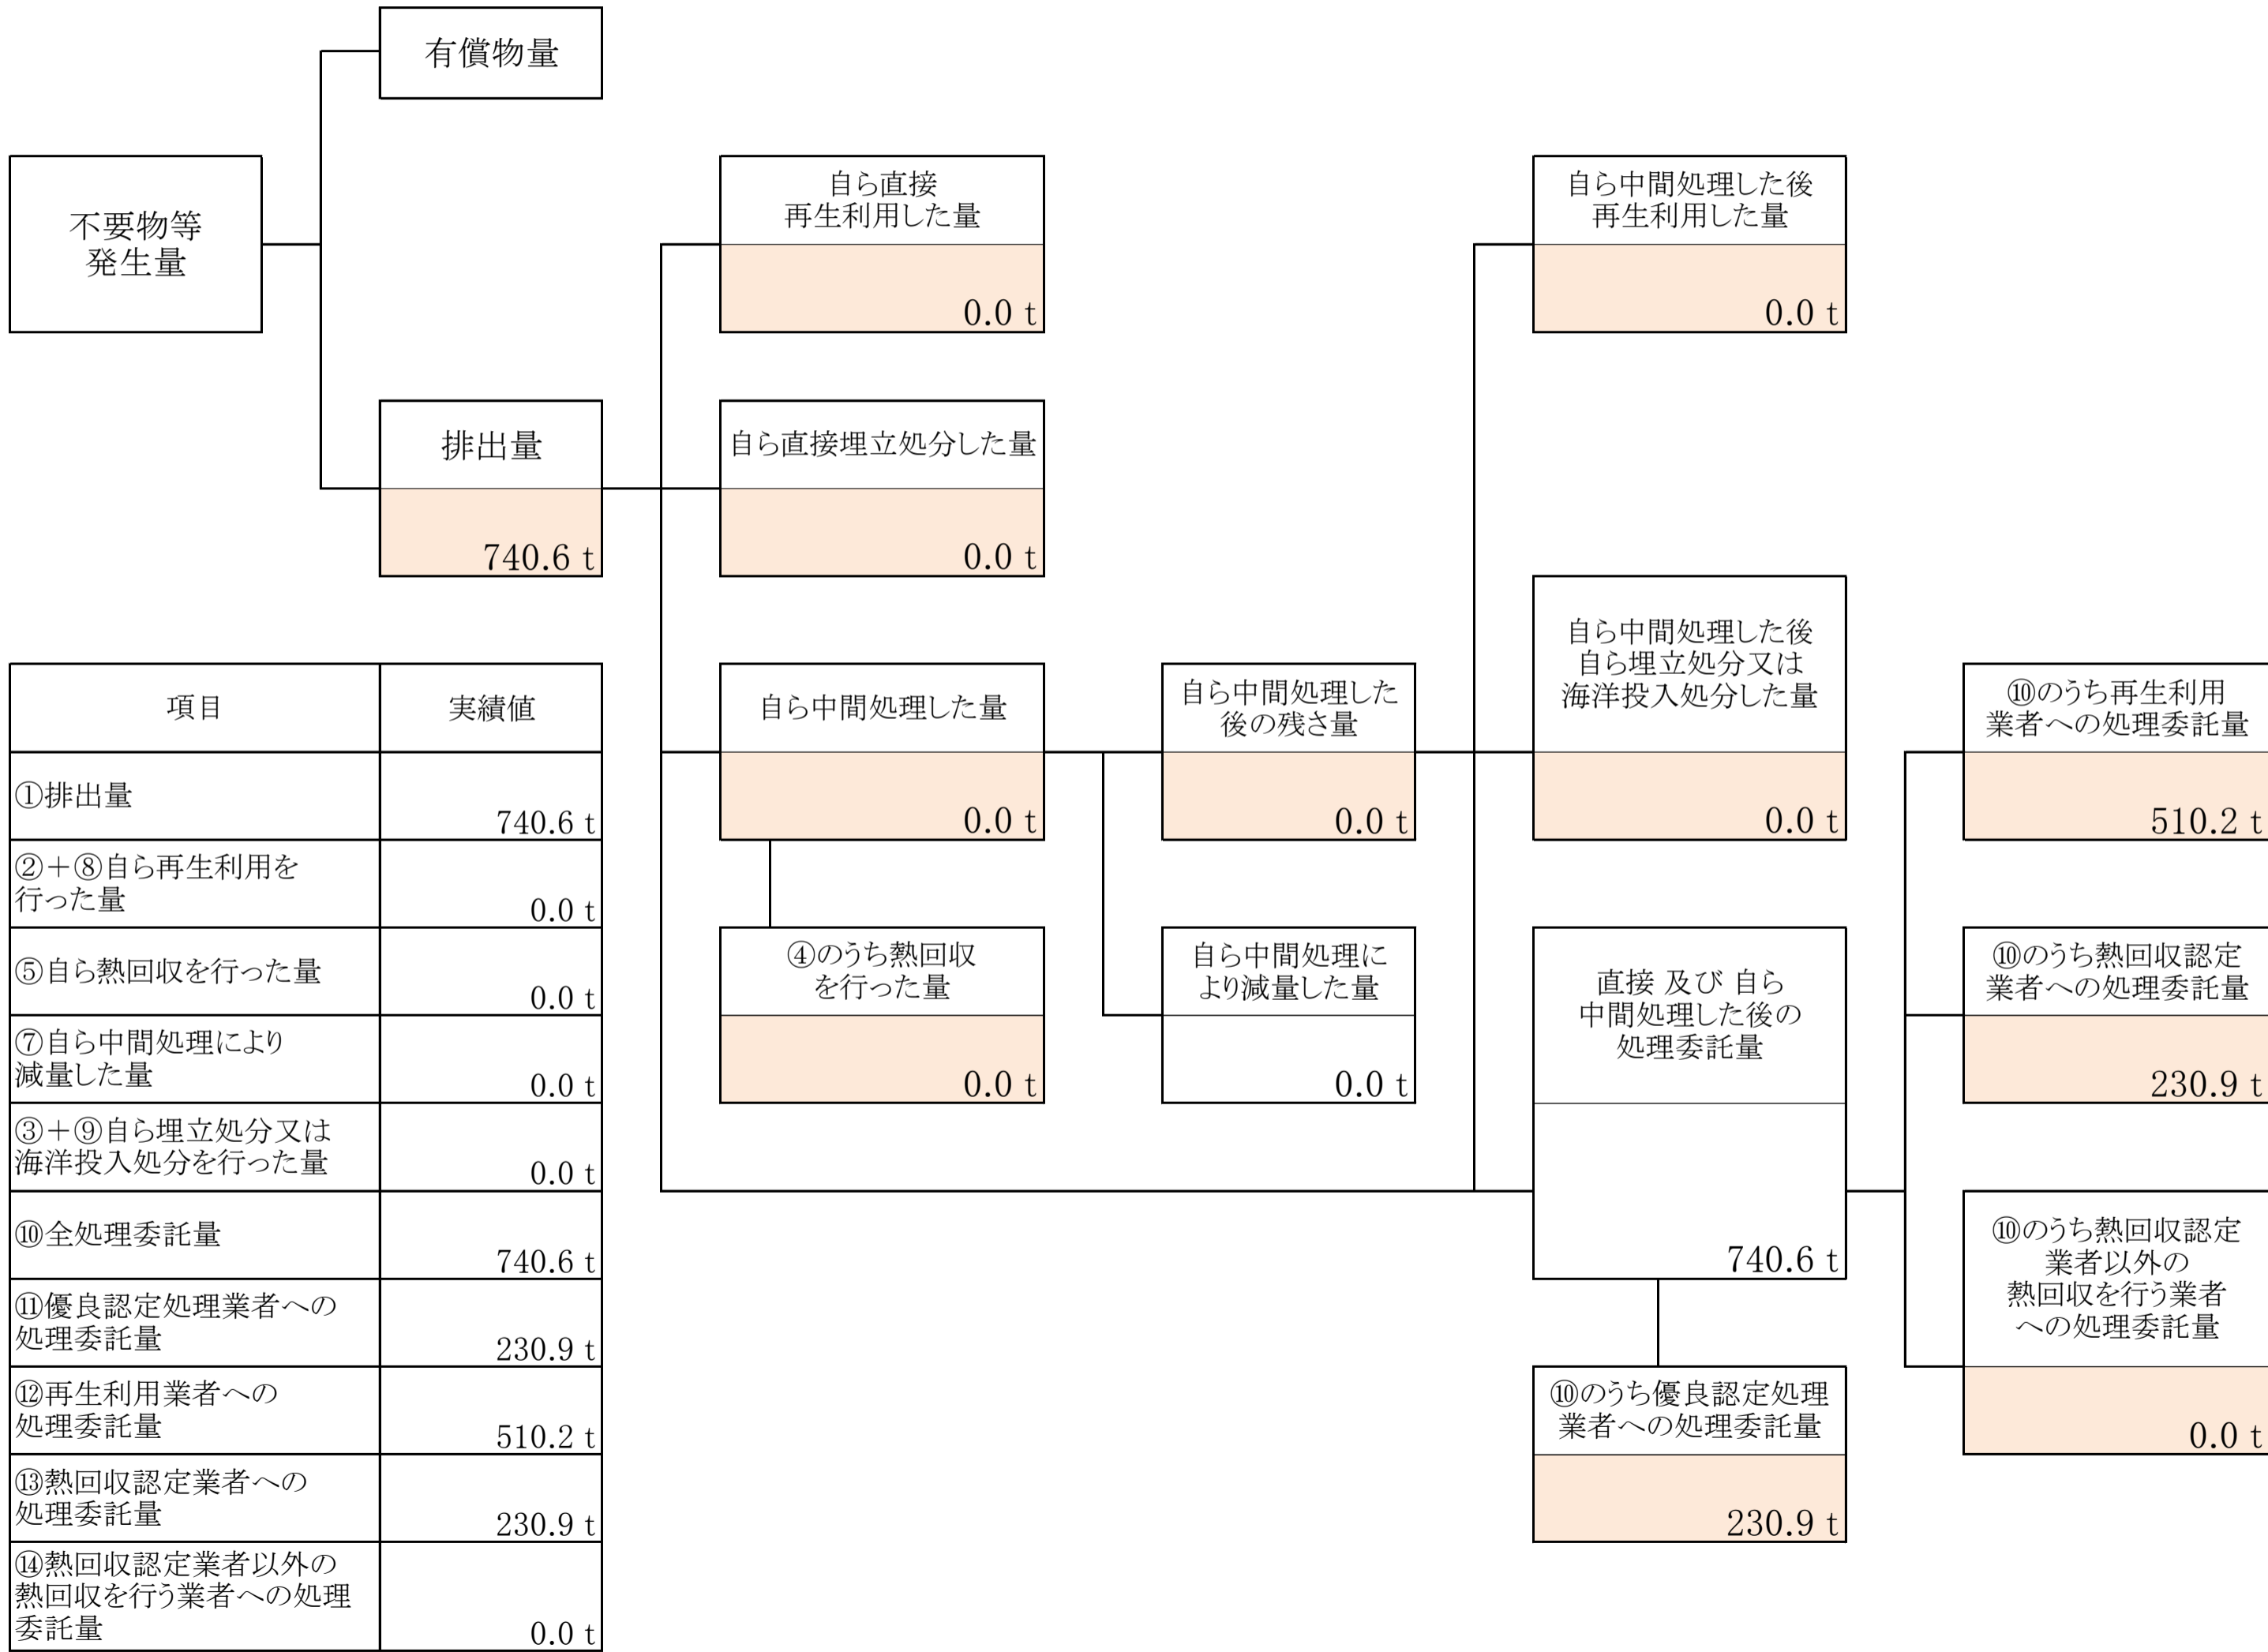 有償物量
不要物等
発生量
自ら直接
再生利用した量
0.0 t
自ら中間処理した後
再生利用した量
0.0 t
排出量
740.6 t
自ら直接埋立処分した量
0.0 t
自ら中間処理した量
0.0 t
自ら中間処理した
後の残さ量
0.0 t
自ら中間処理した後
自ら埋立処分又は
海洋投入処分した量
0.0 t
⑩のうち再生利用
業者への処理委託量
510.2 t
④のうち熱回収
を行った量
0.0 t
自ら中間処理に
より減量した量
0.0 t
直接 及び 自ら
中間処理した後の
処理委託量
740.6 t
⑩のうち熱回収認定
業者への処理委託量
230.9 t
⑩のうち熱回収認定
業者以外の
熱回収を行う業者
への処理委託量
0.0 t
⑩のうち優良認定処理
業者への処理委託量
230.9 t
項目 実績値
①排出量
740.6 t
②+⑧自ら再生利用を
行った量
0.0 t
⑤自ら熱回収を行った量
0.0 t
⑦自ら中間処理により
減量した量
0.0 t
③+⑨自ら埋立処分又は
海洋投入処分を行った量
0.0 t
⑩全処理委託量
740.6 t
⑪優良認定処理業者への
処理委託量
230.9 t
⑫再生利用業者への
処理委託量
510.2 t
⑬熱回収認定業者への
処理委託量
230.9 t
⑭熱回収認定業者以外の
熱回収を行う業者への処理
委託量
0.0 t